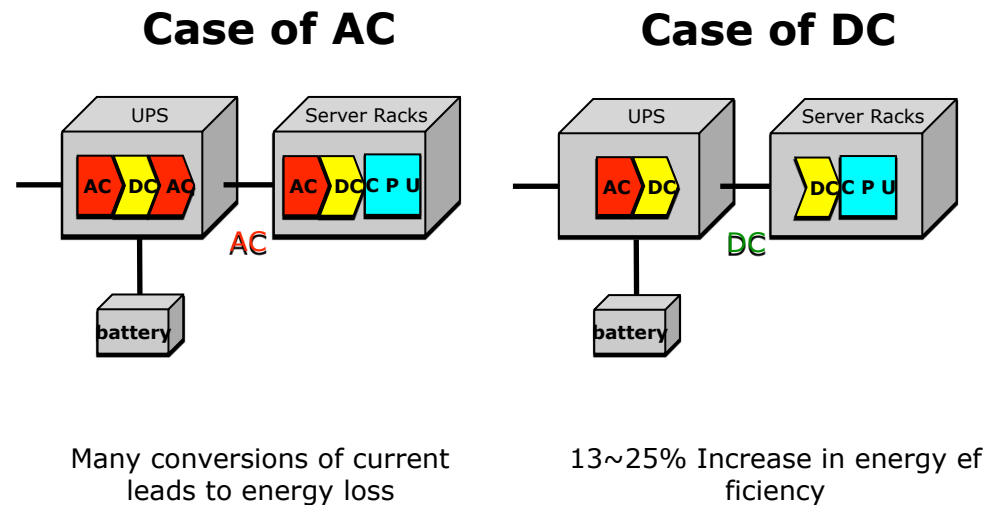 Case of AC
Case of DC
UPS
Server Racks
AC DC AC
AC DC C P U
AC
battery
UPS
Server Racks
AC DC
DC C P U
DC
battery
Many conversions of current
leads to energy loss
13~25% Increase in energy ef
ficiency